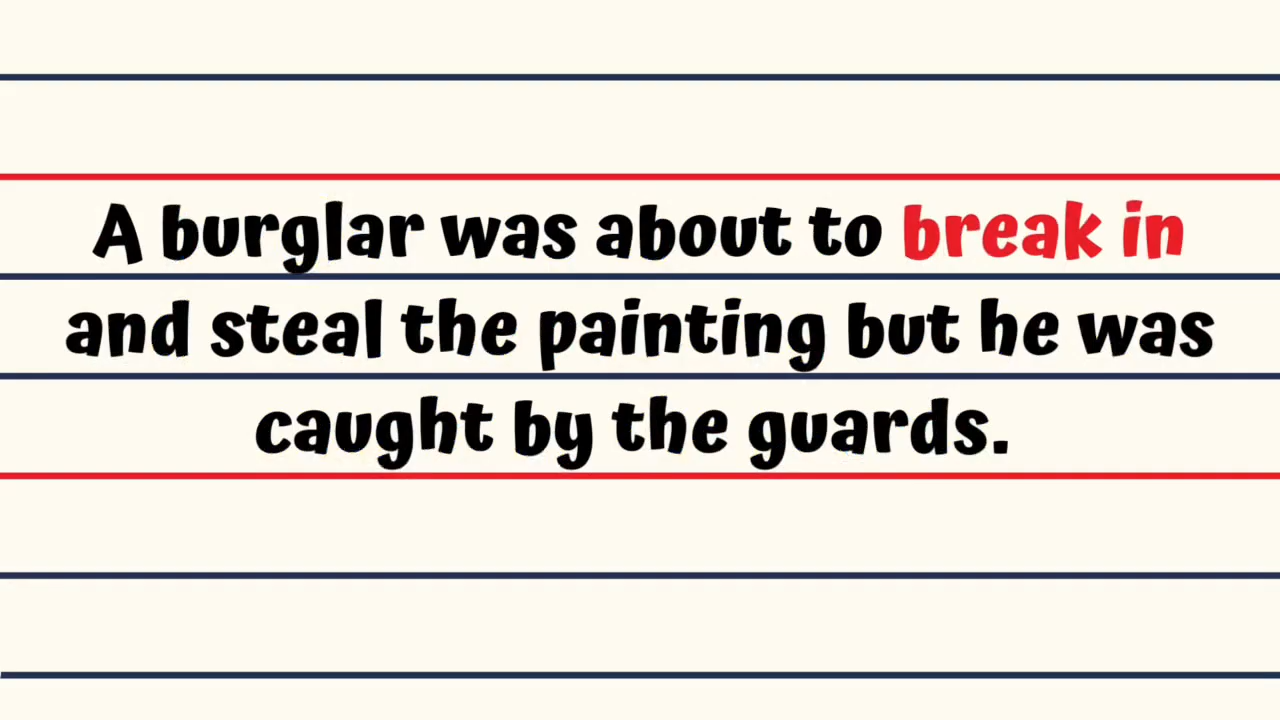 A burglar was about to break in
and steal the painting but he was
caught by the guards.